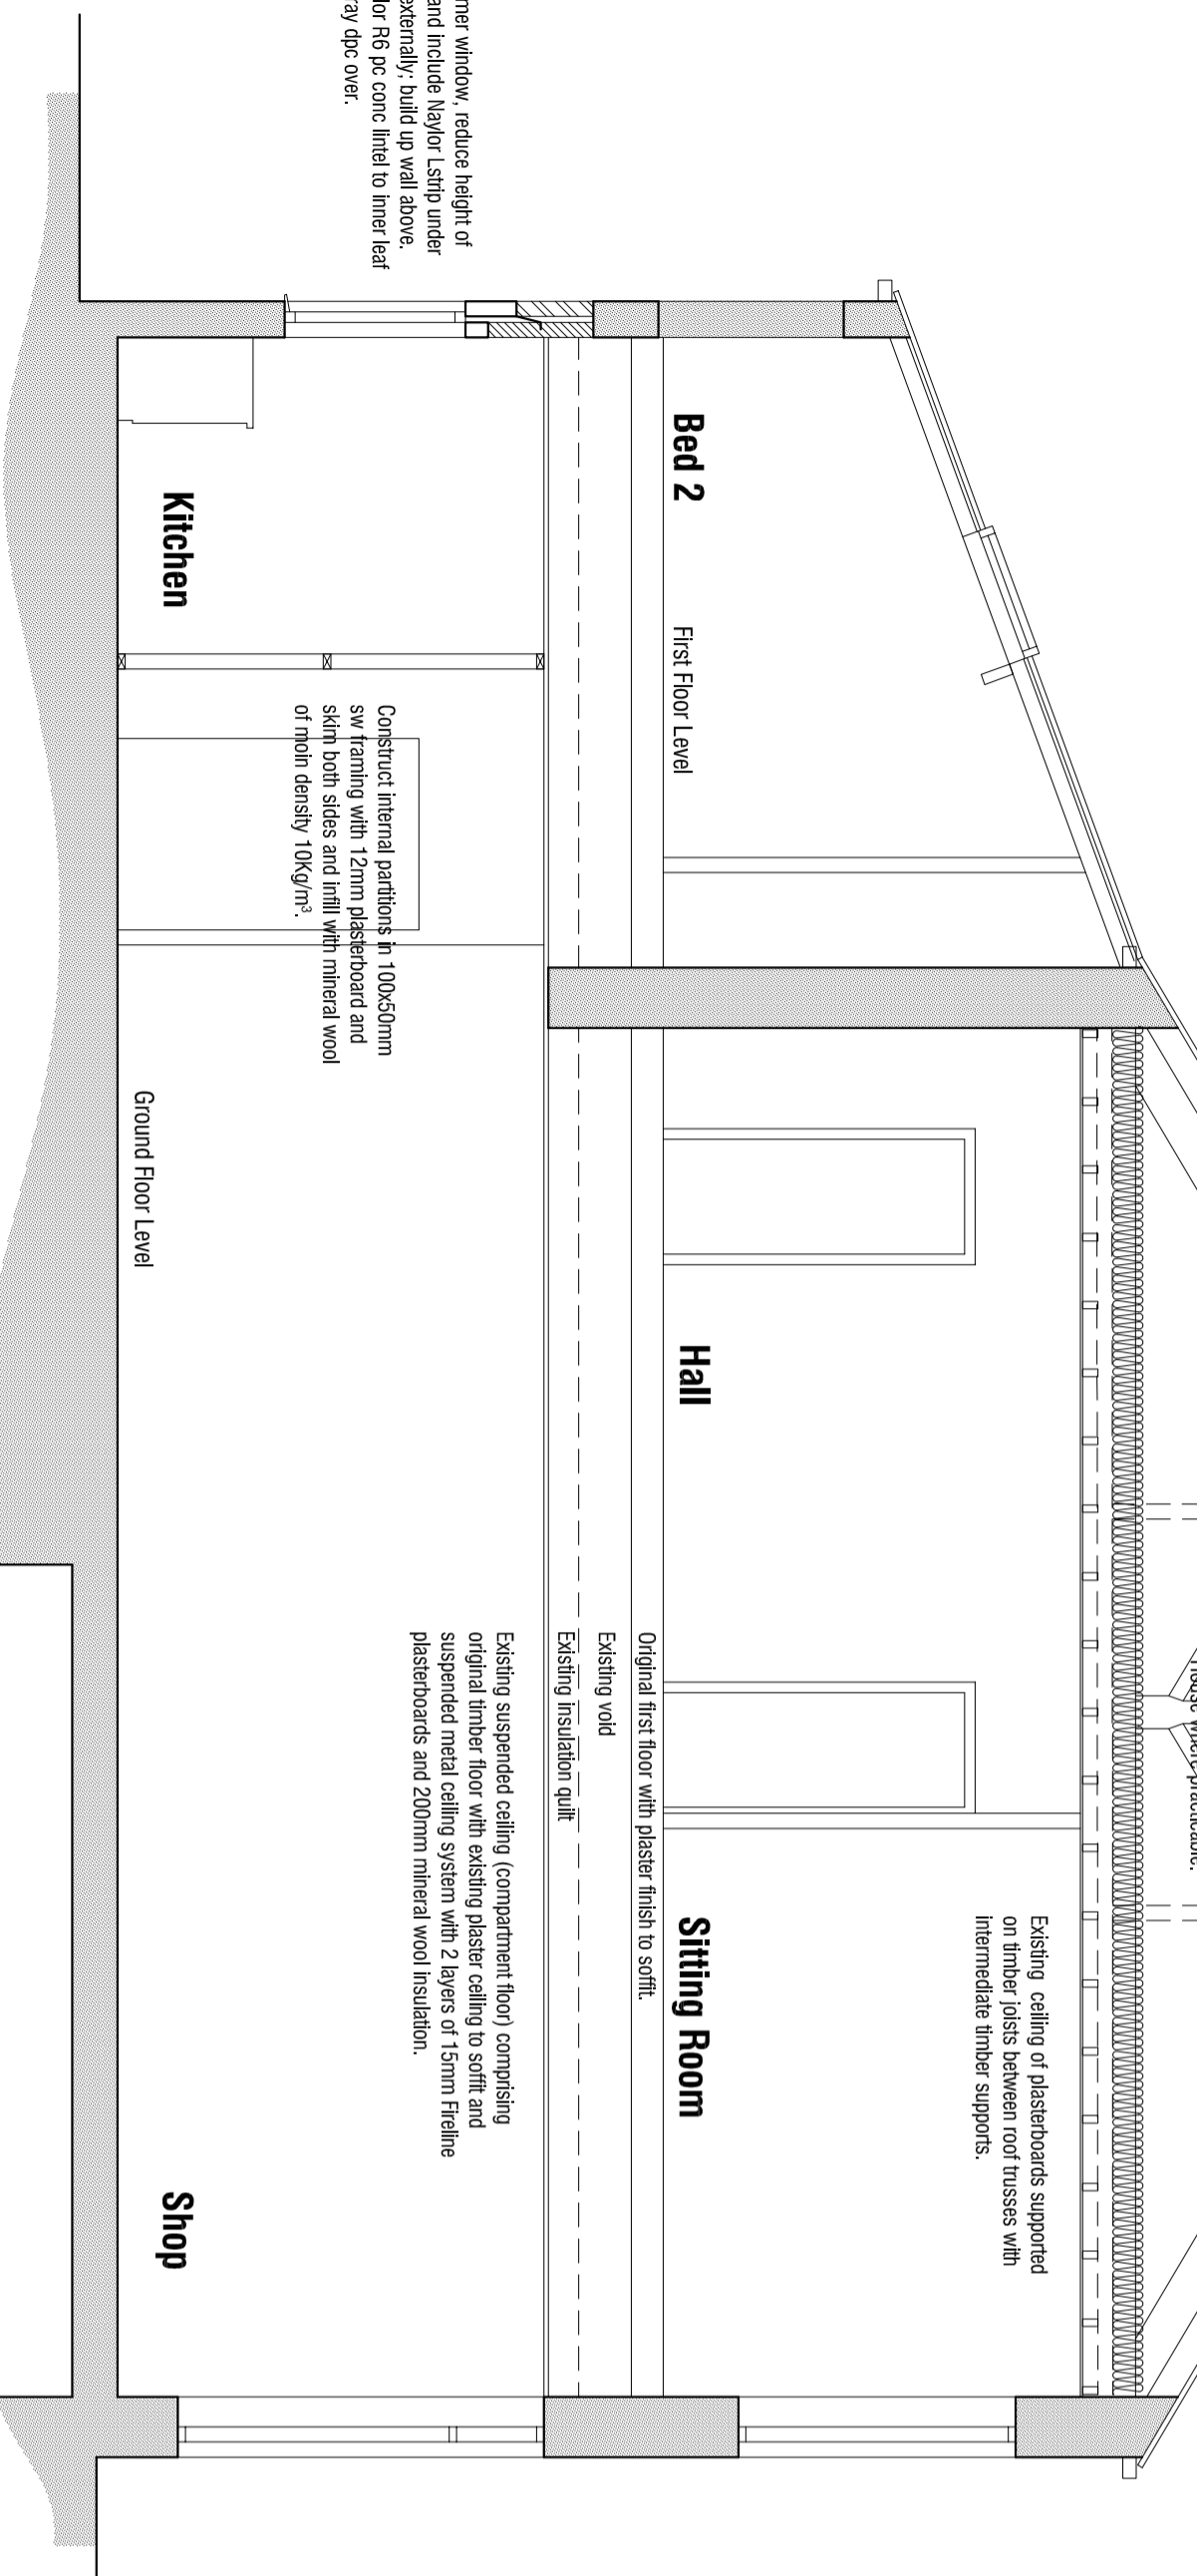 House where practicable.
Existing ceiling of plasterboards supported
on timber joists between roof trusses with
intermediate timber supports.
Bed 2
First Floor Level
Hall
Sitting Room
Original first floor with plaster finish to soffit.
Existing void
Existing insulation quilt
Existing suspended ceiling (compartment floor) comprising
original timber floor with existing plaster ceiling to soffit and
suspended metal ceiling system with 2 layers of 15mm Fireline
plasterboards and 200mm mineral wool insulation.
mer window, reduce height of
and include Naylor Lstrip under
externally; build up wall above.
lor R6 pc conc lintel to inner leaf
ray dpc over.
Construct internal partitions in 100x50mm
sw framing with 12mm plasterboard and
skim both sides and infill with mineral wool
of moin density 10Kg/m³.
Kitchen
Ground Floor Level
Shop